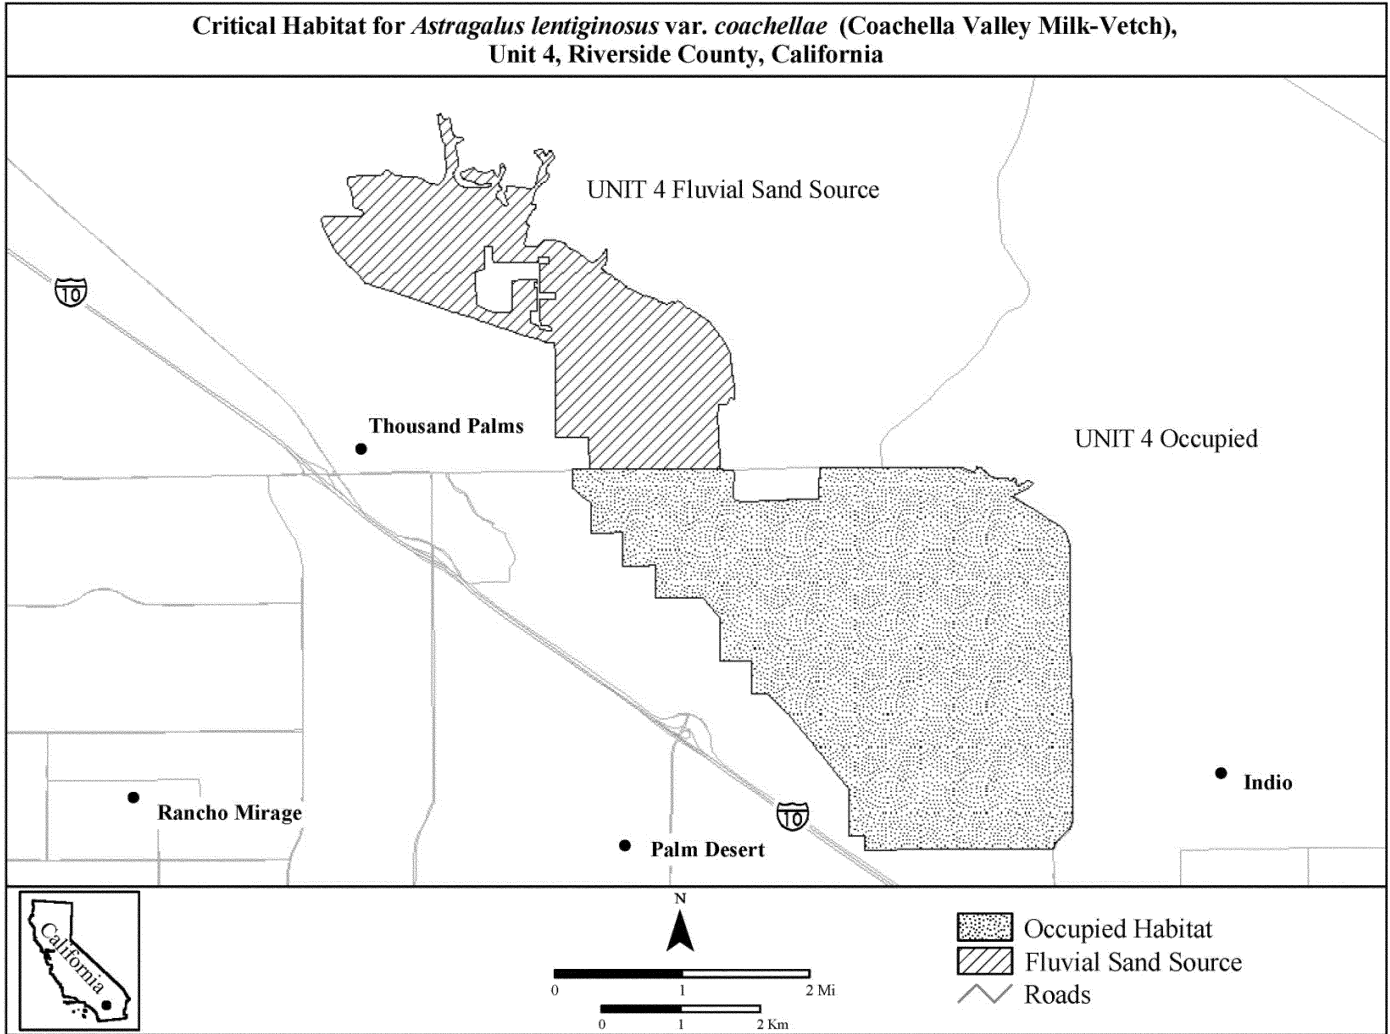 Critical Habitat for Astragalus lentiginosus var. coachellae (Coachella Valley Milk-Vetch),
Unit 4, Riverside County, California
UNIT 4 Fluvial Sand Source
10
Thousand Palms
UNIT 4 Occupied
Indio
Rancho Mirage
10
Palm Desert
California
N
0 1 2 Mi
0 1 2 Km
Occupied Habitat
Fluvial Sand Source
Roads